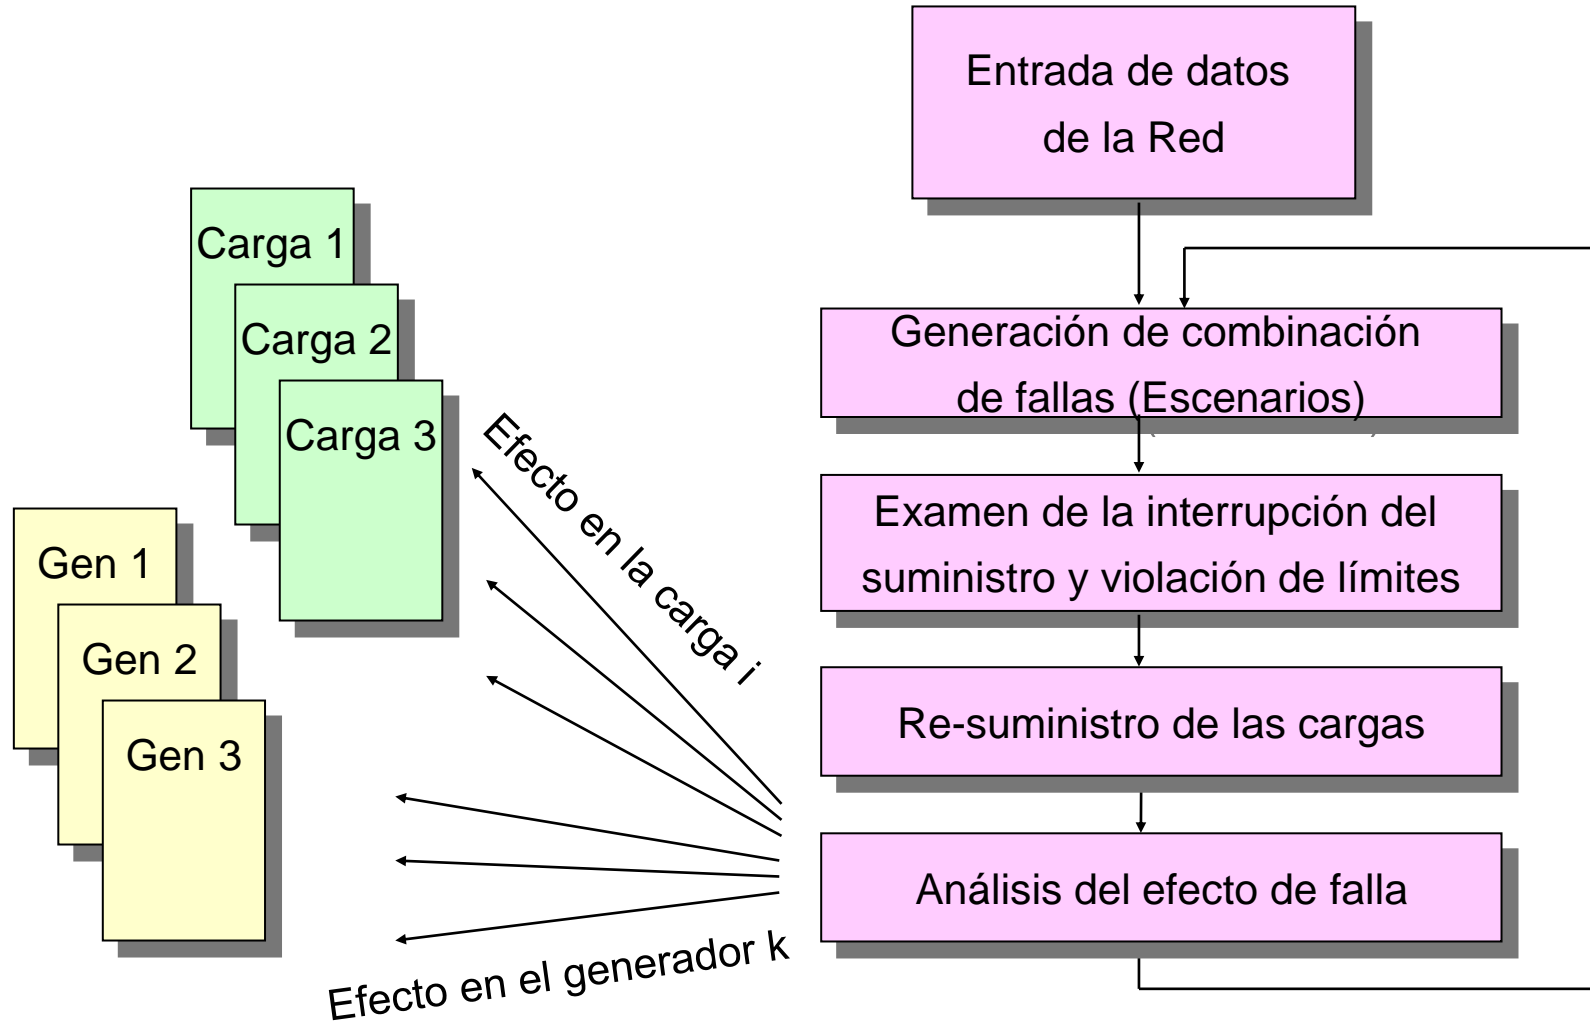 Entrada de datos
de la Red
Carga 1
Carga 2
Carga 3
Gen 1
Gen 2
Gen 3
Efecto en la carga i
Efecto en el generador k
Generación de combinación
de fallas (Escenarios)
Examen de la interrupción del
suministro y violación de límites
Re-suministro de las cargas
Análisis del efecto de falla